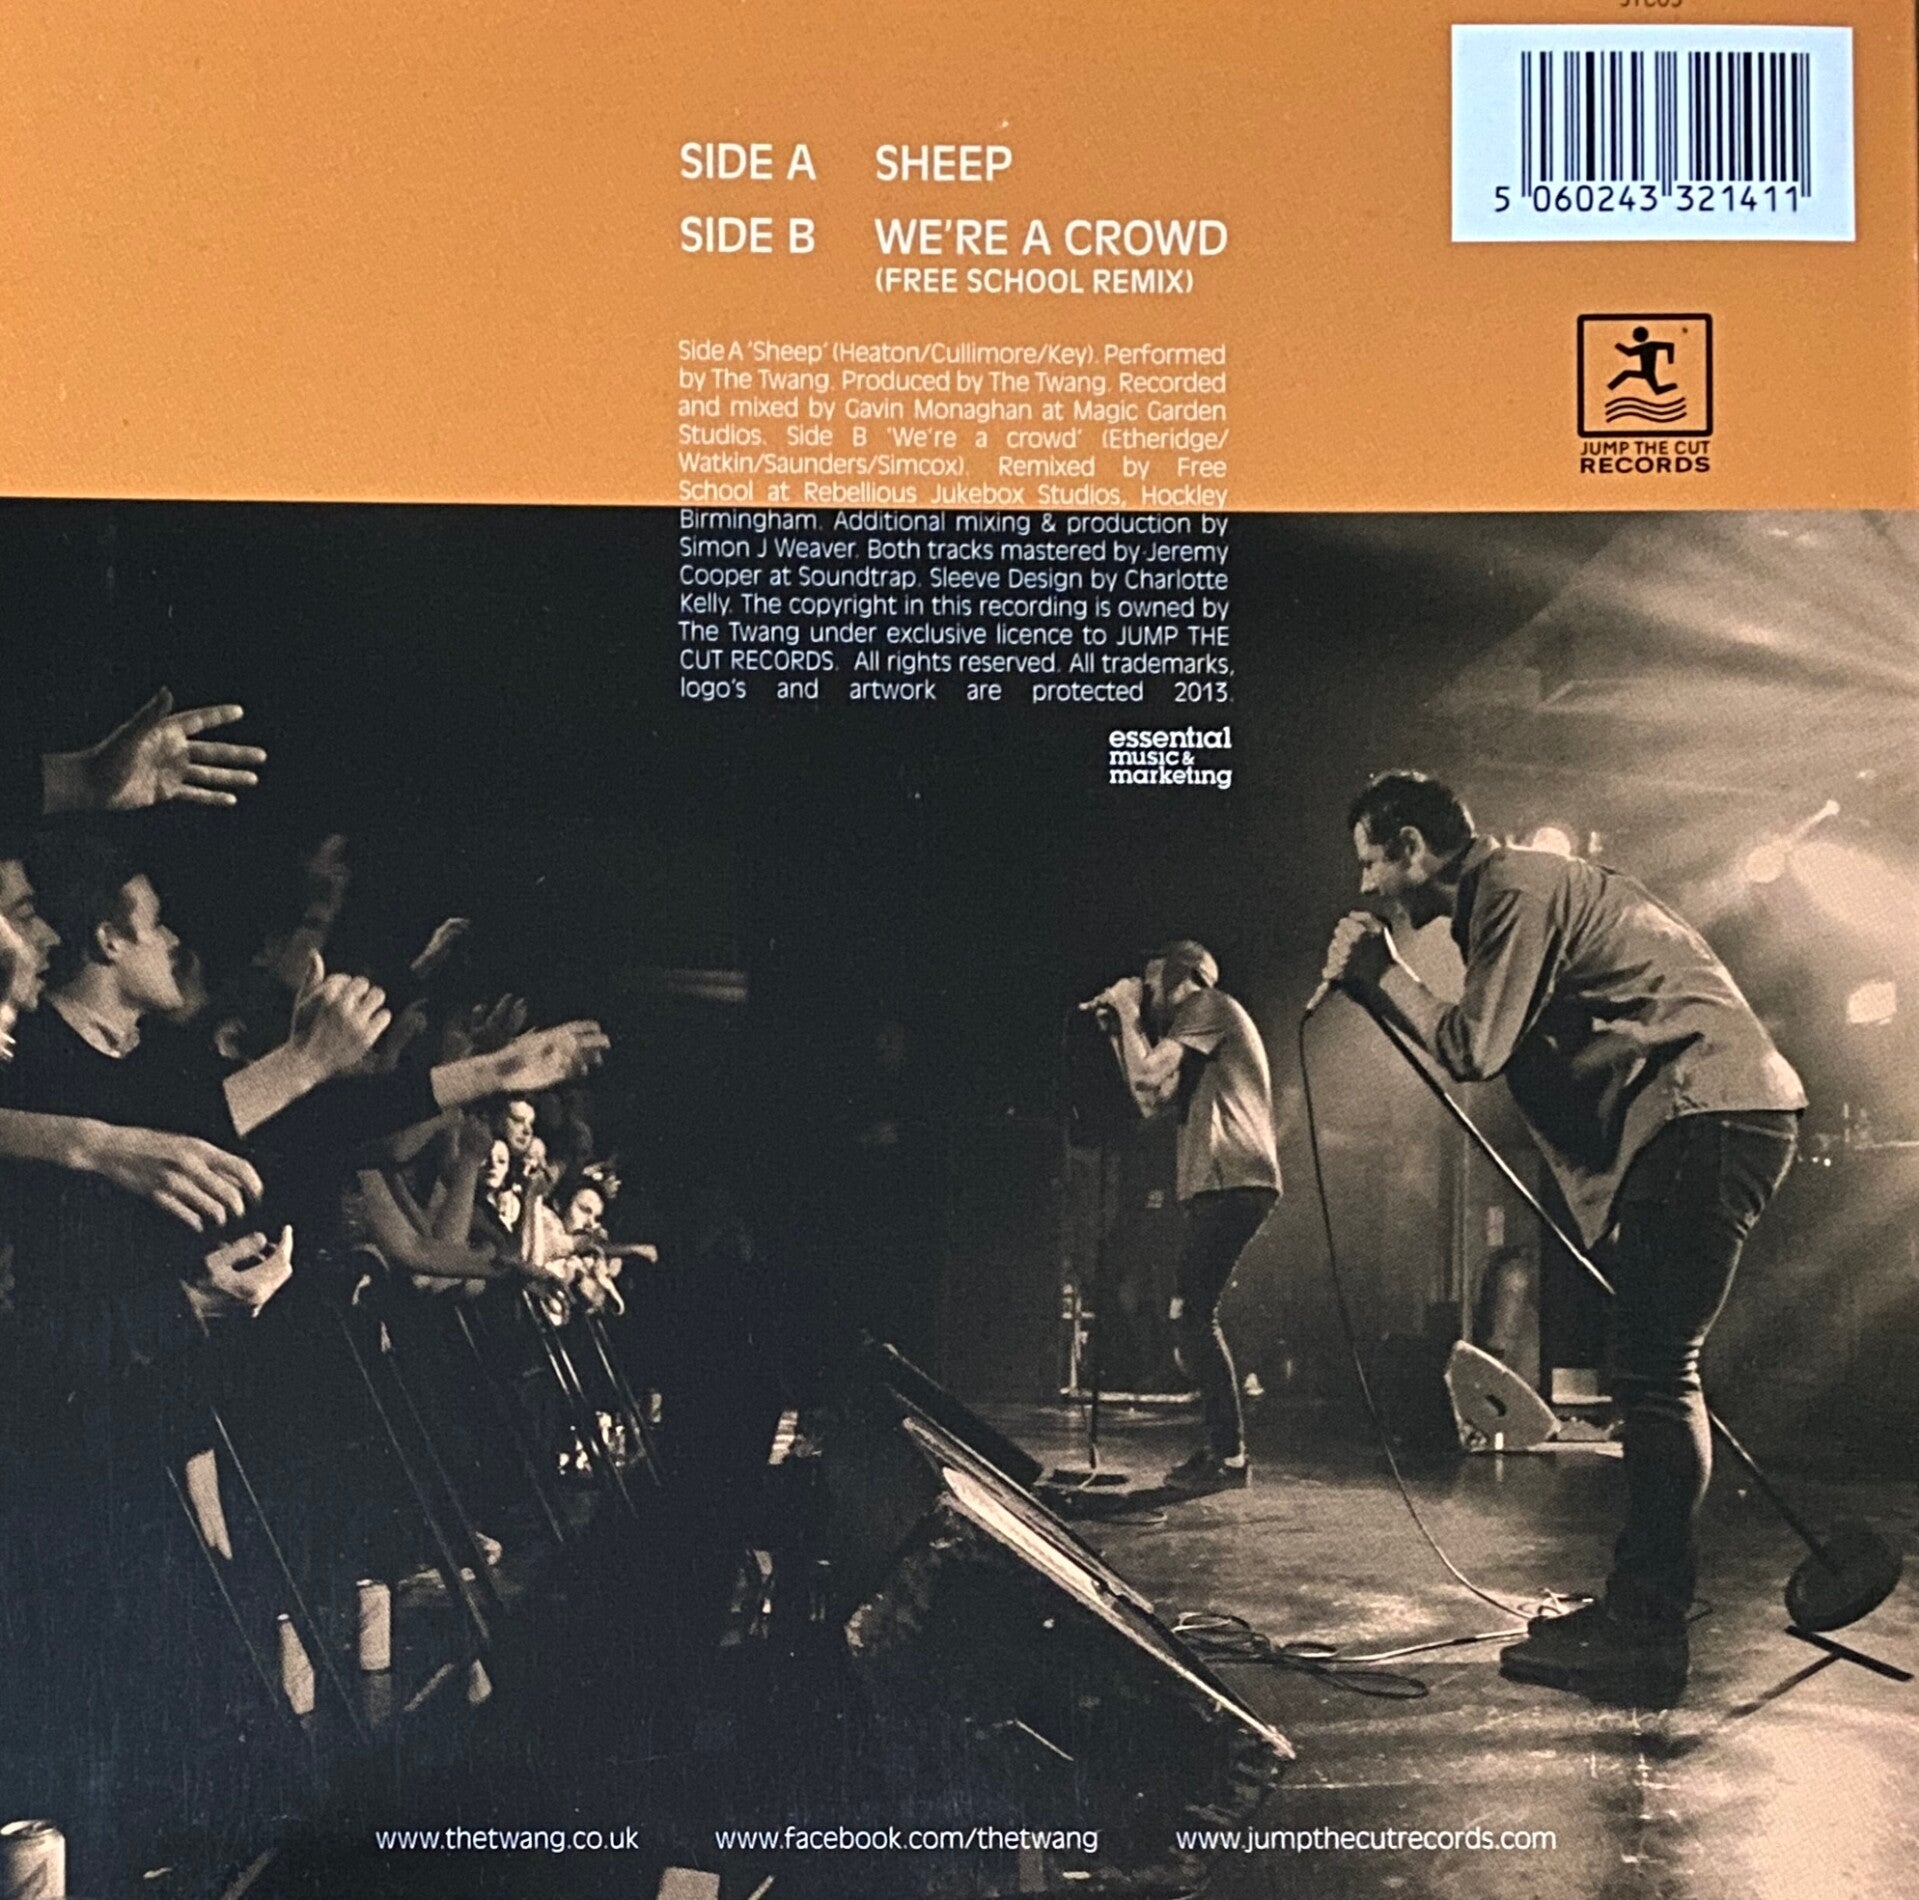 SIDE A SHEEP
SIDE B WE'RE A CROWD
(FREE SCHOOL REMIX)
Side A 'Sheep' (Heaton/Cullimore/Key). Performed
by The Twang. Produced by The Twang. Recorded
and mixed by Gavin Monaghan at Magic Garden
Studios. Side B 'We're a crowd' (Etheridge/
Watkin/Saunders/Simcox). Remixed by Free
School at Rebellious Jukebox Studios, Hockley
Birmingham. Additional mixing & production by
Simon J Weaver. Both tracks mastered by Jeremy
Cooper at Soundtrap. Sleeve Design by Charlotte
Kelly. The copyright in this recording is owned by
The Twang under exclusive licence to JUMP THE
CUT RECORDS. All rights reserved. All trademarks,
logo's and artwork are protected 2013.
essential
music &
marketing
5 060243 321411
JUMP THE CUT
RECORDS
www.thetwang.co.uk www.facebook.com/thetwang www.jumpthecutrecords.com